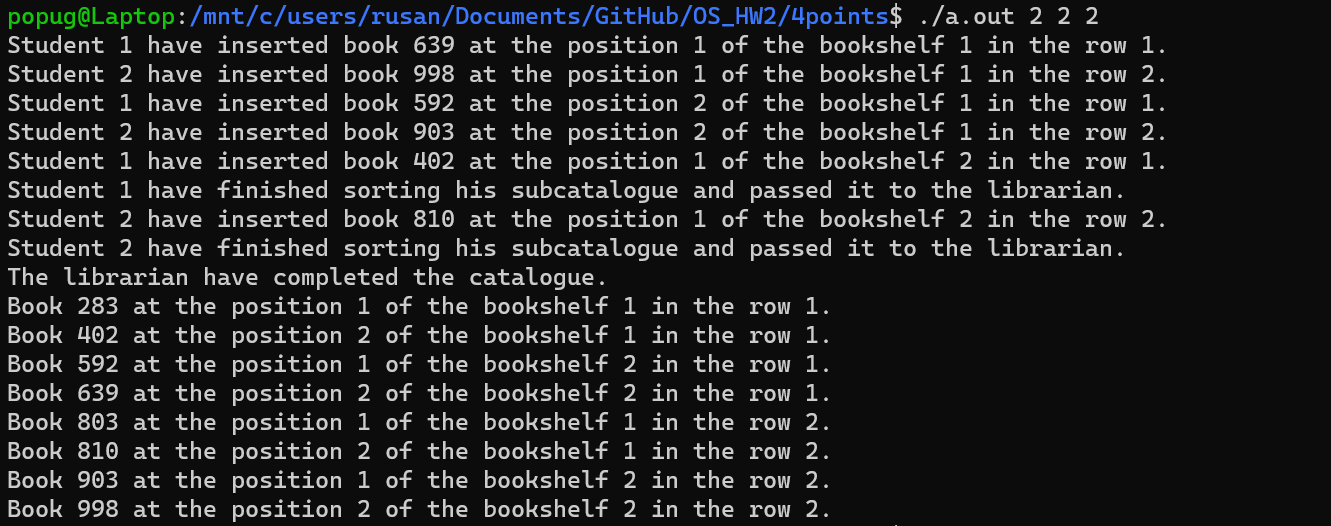 popug@Laptop:/mnt/c/users/rusan/Documents/GitHub/OS_HW2/4points$ ./a.out 2 2 2
Student 1 have inserted book 639 at the position 1 of the bookshelf 1 in the row 1.
Student 2 have inserted book 998 at the position 1 of the bookshelf 1 in the row 2.
Student 1 have inserted book 592 at the position 2 of the bookshelf 1 in the row 1.
Student 2 have inserted book 903 at the position 2 of the bookshelf 1 in the row 2.
Student 1 have inserted book 402 at the position 1 of the bookshelf 2 in the row 1.
Student 1 have finished sorting his subcatalogue and passed it to the librarian.
Student 2 have inserted book 810 at the position 1 of the bookshelf 2 in the row 2.
Student 2 have finished sorting his subcatalogue and passed it to the librarian.
The librarian have completed the catalogue.
Book 283 at the position 1 of the bookshelf 1 in the row 1.
Book 402 at the position 2 of the bookshelf 1 in the row 1.
Book 592 at the position 1 of the bookshelf 2 in the row 1.
Book 639 at the position 2 of the bookshelf 2 in the row 1.
Book 803 at the position 1 of the bookshelf 1 in the row 2.
Book 810 at the position 2 of the bookshelf 1 in the row 2.
Book 903 at the position 1 of the bookshelf 2 in the row 2.
Book 998 at the position 2 of the bookshelf 2 in the row 2.